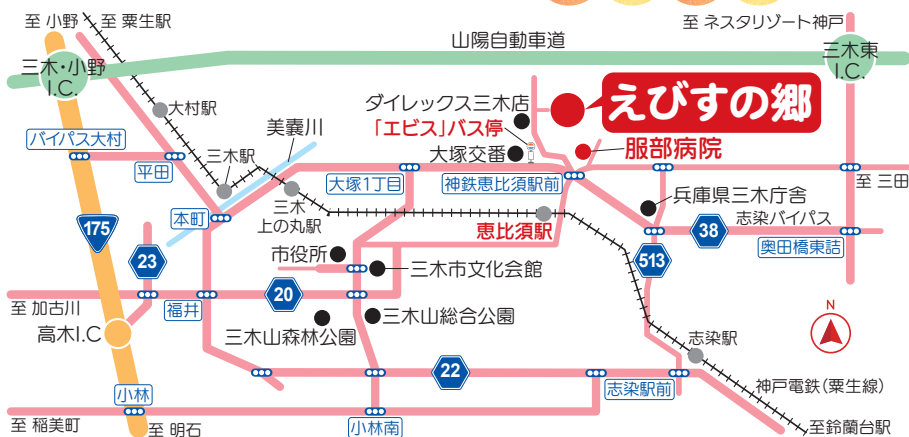 至 小野
至 粟生駅
至 ネスタリゾート神戸
山陽自動車道
三木・小野
I.C.
三木東
I.C.
ダイレックス三木店
えびすの郷
大村駅
美嚢川
「エビス」バス停
バイパス大村
大塚交番
服部病院
平田
三木駅
大塚1丁目
神鉄恵比須駅前
至 三田
本町
三木
上の丸駅
兵庫県三木庁舎
志染バイパス
175
恵比須駅
38
奥田橋東詰
23
市役所
三木市文化会館
513
至 加古川
福井
20
N
高木I.C
三木山森林公園
三木山総合公園
志染駅
22
小林
志染駅前
神戸電鉄(粟生線)
至 稲美町
至 明石
小林南
至鈴蘭台駅